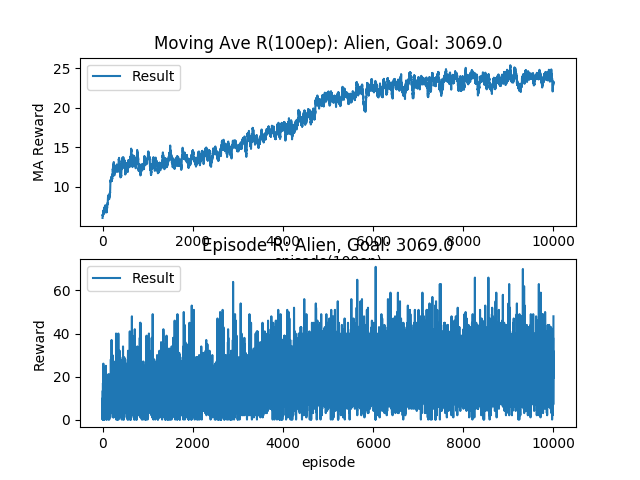 Moving Ave R(100ep): Alien, Goal: 3069.0
25
20
15
10
MA Reward
Result
0 2000 4000 6000 8000 10000
episode(100ep)
Episode R: Alien, Goal: 3069.0
60
40
20
0
Reward
Result
0 2000 4000 6000 8000 10000
episode